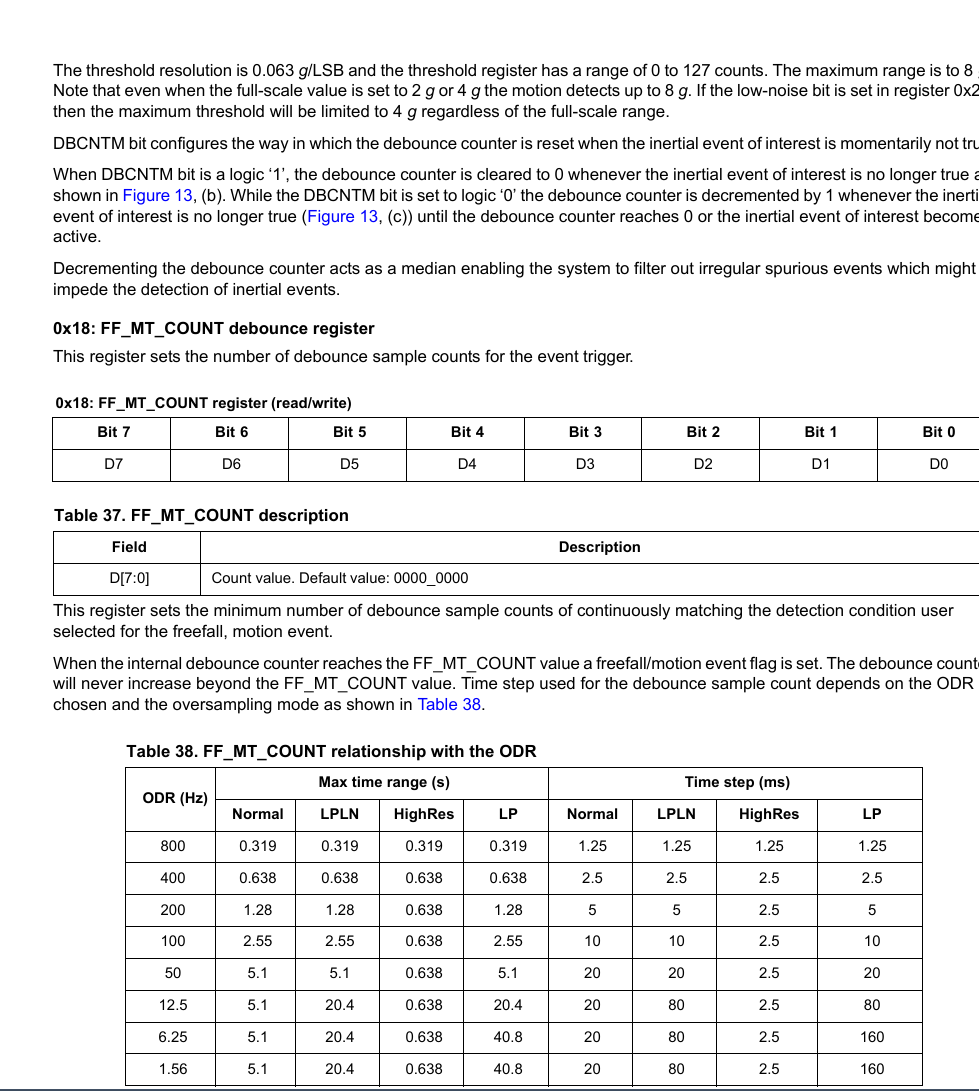 The threshold resolution is 0.063 g/LSB and the threshold register has a range of 0 to 127 counts. The maximum range is to 8
Note that even when the full-scale value is set to 2 g or 4 g the motion detects up to 8 g. If the low-noise bit is set in register 0x2
then the maximum threshold will be limited to 4 g regardless of the full-scale range.
DBCNTM bit configures the way in which the debounce counter is reset when the inertial event of interest is momentarily not tru
When DBCNTM bit is a logic ‘1’, the debounce counter is cleared to 0 whenever the inertial event of interest is no longer true a
shown in Figure 13, (b). While the DBCNTM bit is set to logic ‘0’ the debounce counter is decremented by 1 whenever the inerti
event of interest is no longer true (Figure 13, (c)) until the debounce counter reaches 0 or the inertial event of interest become
active.
Decrementing the debounce counter acts as a median enabling the system to filter out irregular spurious events which might
impede the detection of inertial events.
0x18: FF_MT_COUNT debounce register
This register sets the number of debounce sample counts for the event trigger.
0x18: FF_MT_COUNT register (read/write)
Bit 7 Bit 6 Bit 5 Bit 4 Bit 3 Bit 2 Bit 1 Bit 0
D7 D6 D5 D4 D3 D2 D1 D0
Table 37. FF_MT_COUNT description
Field Description
D[7:0] Count value. Default value: 0000_0000
This register sets the minimum number of debounce sample counts of continuously matching the detection condition user
selected for the freefall, motion event.
When the internal debounce counter reaches the FF_MT_COUNT value a freefall/motion event flag is set. The debounce count
will never increase beyond the FF_MT_COUNT value. Time step used for the debounce sample count depends on the ODR
chosen and the oversampling mode as shown in Table 38.
Table 38. FF_MT_COUNT relationship with the ODR
ODR (Hz) Max time range (s) Time step (ms)
Normal LPLN HighRes LP Normal LPLN HighRes LP
800 0.319 0.319 0.319 0.319 1.25 1.25 1.25 1.25
400 0.638 0.638 0.638 0.638 2.5 2.5 2.5 2.5
200 1.28 1.28 0.638 1.28 5 5 2.5 5
100 2.55 2.55 0.638 2.55 10 10 2.5 10
50 5.1 5.1 0.638 5.1 20 20 2.5 20
12.5 5.1 20.4 0.638 20.4 20 80 2.5 80
6.25 5.1 20.4 0.638 40.8 20 80 2.5 160
1.56 5.1 20.4 0.638 40.8 20 80 2.5 160